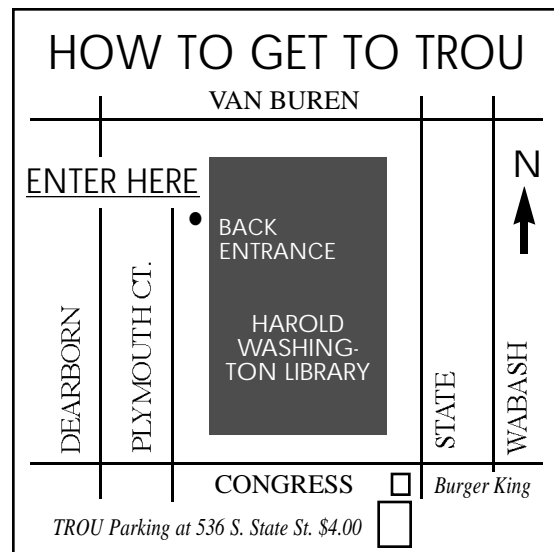 HOW TO GET TO TROU
VAN BUREN
ENTER HERE
N
BACK
ENTRANCE
HAROLD
WASHING-
TON LIBRARY
DEARBORN
PLYMOUTH CT.
STATE
WABASH
CONGRESS
Burger King
TROU Parking at 536 S. State St. $4.00